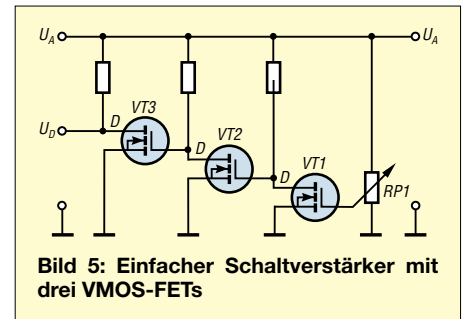 U_A U_A
VT3
U_D D VT2
D VT1
D
RP1
Bild 5: Einfacher Schaltverstärker mit
drei VMOS-FETs